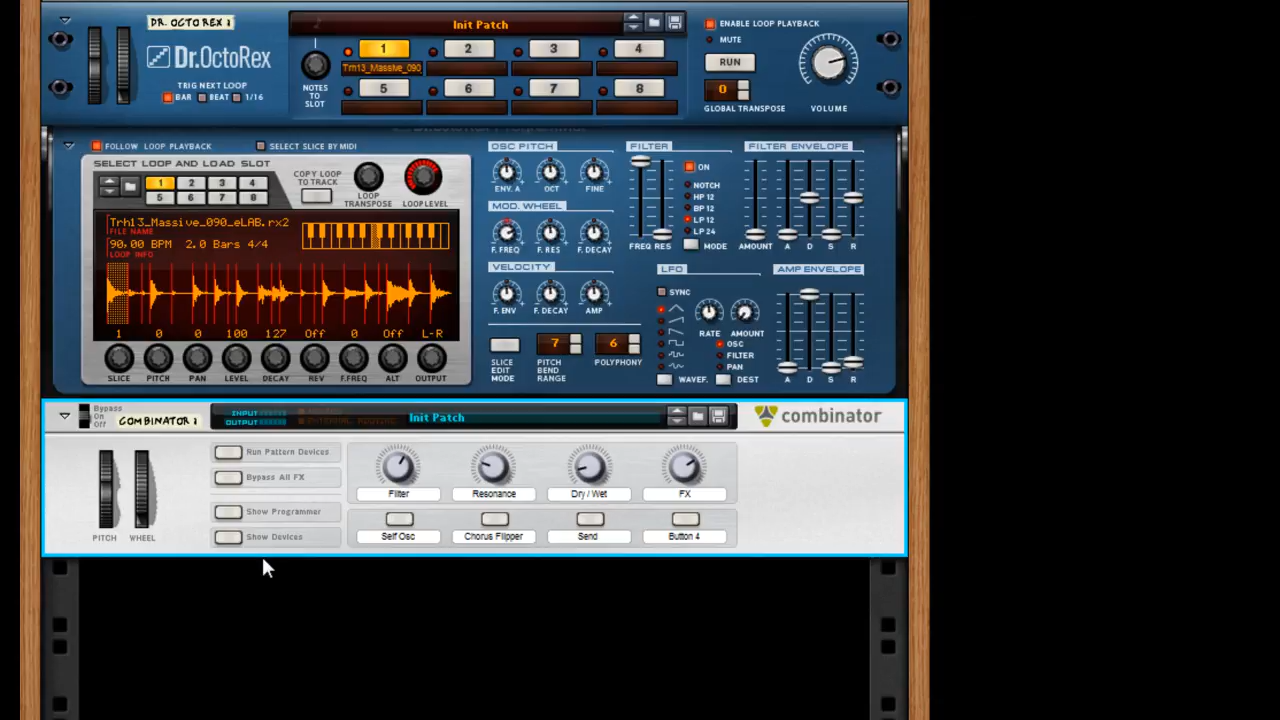 DR. OCTO REX 1
Init Patch
ENABLE LOOP PLAYBACK
MUTE
Dr.OctoRex
1 2 3 4
Trh13_Massive_090
RUN
TRIG NEXT LOOP
BAR BEAT 1/16
NOTES TO SLOT
5 6 7 8
0
GLOBAL TRANSPOSE
VOLUME
FOLLOW LOOP PLAYBACK
SELECT SLICE BY MIDI
SELECT LOOP AND LOAD SLOT
1 2 3 4
5 6 7 8
COPY LOOP TO TRACK
LOOP TRANSPOSE
LOOP LEVEL
Trh13_Massive_090_eLAB.rx2
FILE NAME
90.00 BPM 2.0 Bars 4/4
LOOP INFO
1 0 0 100 127 Off 0 Off L-R
SLICE PITCH PAN LEVEL DECAY REV F.FREQ ALT OUTPUT
OSC PITCH
ENV. A OCT FINE
MOD. WHEEL
F. FREQ F. RES F. DECAY
VELOCITY
F. ENV F. DECAY AMP
SLICE EDIT MODE
7
PITCH BEND RANGE
6
POLYPHONY
FILTER
ON
NOTCH
HP 12
BP 12
LP 12
LP 24
FREQ RES MODE
FILTER ENVELOPE
AMOUNT A D S R
LFO
SYNC
RATE AMOUNT
OSC
FILTER
PAN
WAVEF. DEST
AMP ENVELOPE
A D S R
Bypass
On
Off
COMBINATOR 1
INPUT
OUTPUT
Init Patch
combinator
PITCH WHEEL
Run Pattern Devices
Bypass All FX
Show Programmer
Show Devices
Filter Resonance Dry / Wet FX
Self Osc Chorus Flipper Send Button 4